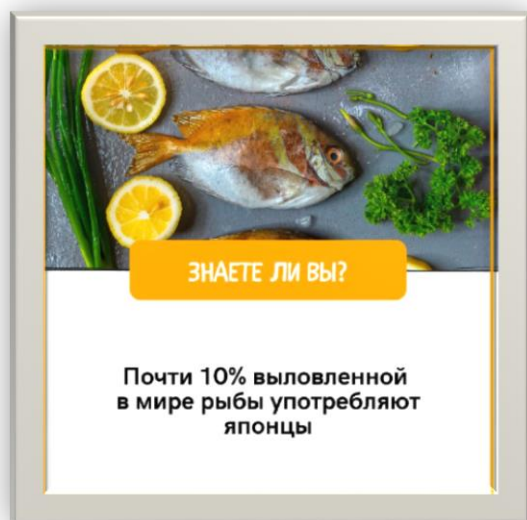 ЗНАЕТЕ ЛИ ВЫ?
Почти 10% выловленной
в мире рыбы употребляют
японцы